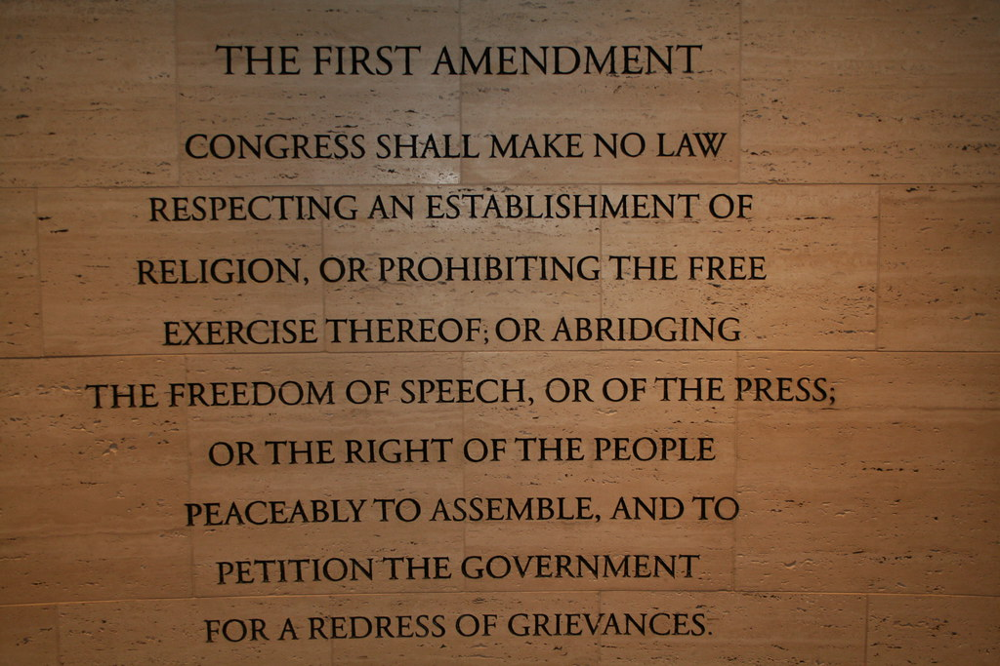 THE FIRST AMENDMENT
CONGRESS SHALL MAKE NO LAW
RESPECTING AN ESTABLISHMENT OF
RELIGION, OR PROHIBITING THE FREE
EXERCISE THEREOF; OR ABRIDGING
THE FREEDOM OF SPEECH, OR OF THE PRESS;
OR THE RIGHT OF THE PEOPLE
PEACEABLY TO ASSEMBLE, AND TO
PETITION THE GOVERNMENT
FOR A REDRESS OF GRIEVANCES.